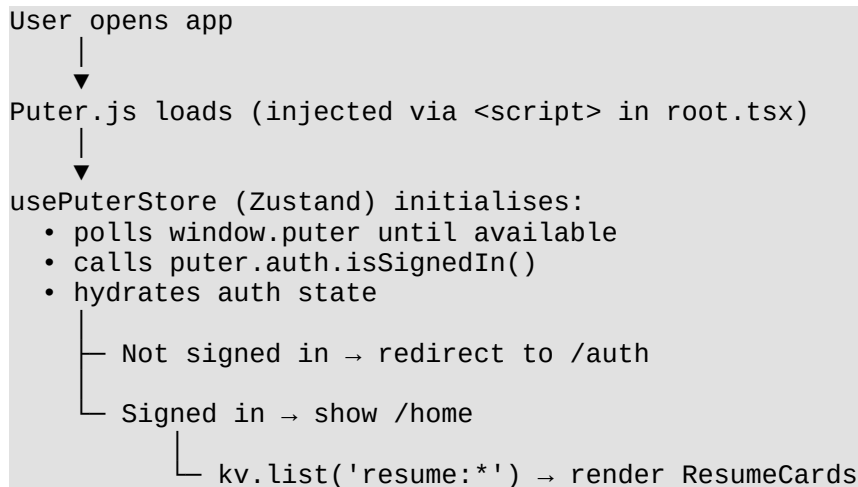 User opens app
│
▼
Puter.js loads (injected via <script> in root.tsx)
│
▼
usePuterStore (Zustand) initialises:
• polls window.puter until available
• calls puter.auth.isSignedIn()
• hydrates auth state
│
├─ Not signed in → redirect to /auth
│
└─ Signed in → show /home
│
└─ kv.list('resume:*') → render ResumeCards